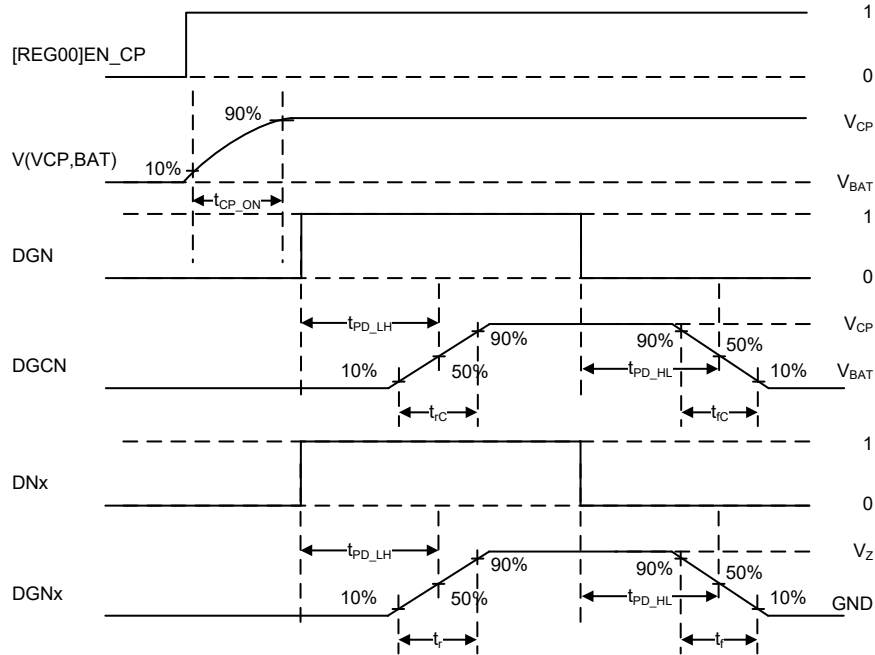 1
[REG00]EN_CP
0
90%
V_CP
V(VCP,BAT)
10%
V_BAT
t_CP_ON
1
DGN
0
t_PD_LH
V_CP
90%
90%
50%
DGCN
10%
50%
t_PD_HL
10%
V_BAT
t_rC
t_fC
1
DNx
0
t_PD_LH
V_Z
90%
90%
50%
DGNx
10%
50%
t_PD_HL
10%
GND
t_r
t_f